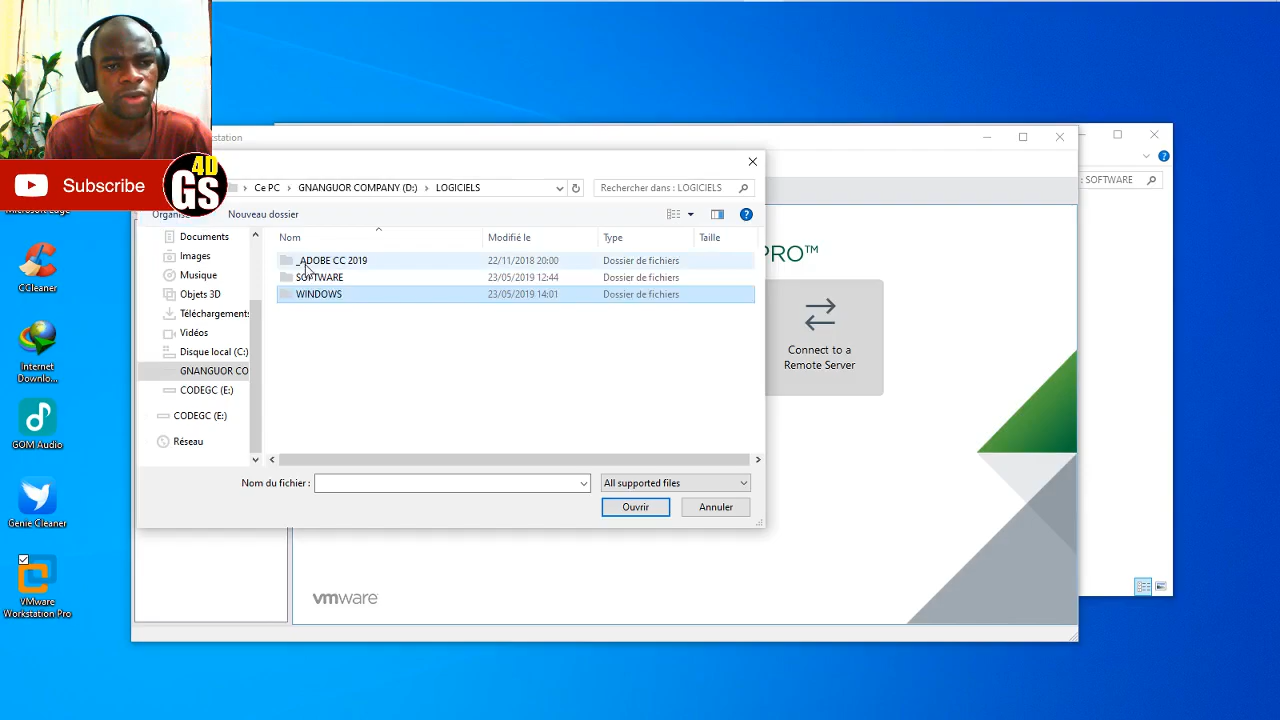 4D
GS
Subscribe
station
Ce PC
GNANGUOR COMPANY (D:)
LOGICIELS
Rechercher dans : LOGICIELS
SOFTWARE
Organis
Nouveau dossier
Nom
Modifié le
Type
Taille
_ADOBE CC 2019
22/11/2018 20:00
Dossier de fichiers
SOFTWARE
23/05/2019 12:44
Dossier de fichiers
WINDOWS
23/05/2019 14:01
Dossier de fichiers
Documents
Images
Musique
Objets 3D
Téléchargements
Vidéos
Disque local (C:)
GNANGUOR CO
CODEGC (E:)
CODEGC (E:)
Réseau
Nom du fichier :
All supported files
Ouvrir
Annuler
PRO™
Connect to a
Remote Server
vmware
Microsoft Edge
CCleaner
Internet
Downlo...
GOM Audio
Génie Cleaner
VMware
Workstation Pro